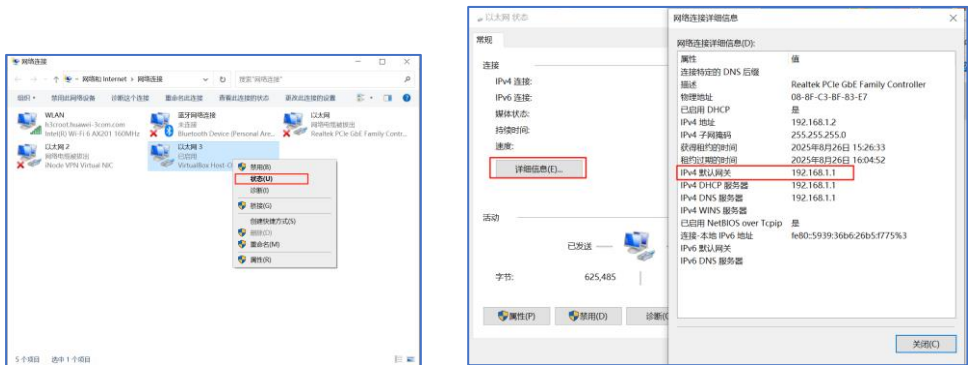 网络连接
网络和 Internet › 网络连接
搜索"网络连接"
组织 禁用此网络设备 诊断这个连接 重命名此连接 查看此连接的状态 更改此连接的设置
WLAN
h3croot.huawei-3com.com
Intel(R) Wi-Fi 6 AX201 160MHz
蓝牙网络连接
未连接
Bluetooth Device (Personal Are...
以太网
网络电缆被拔出
Realtek PCIe GbE Family Contr...
以太网 2
网络电缆被拔出
iNode VPN Virtual NIC
以太网 3
已启用
VirtualBox Host-O
禁用(B)
状态(U)
诊断(I)
桥接(G)
创建快捷方式(S)
删除(D)
重命名(M)
属性(R)
5 个项目 选中 1 个项目
以太网 状态
常规
连接
IPv4 连接:
IPv6 连接:
媒体状态:
持续时间:
速度:
详细信息(E)...
活动
已发送
字节: 625,485
属性(P) 禁用(D) 诊断(
网络连接详细信息
网络连接详细信息(D):
属性 值
连接特定的 DNS 后缀
描述 Realtek PCIe GbE Family Controller
物理地址 08-8F-C3-BF-83-E7
已启用 DHCP 是
IPv4 地址 192.168.1.2
IPv4 子网掩码 255.255.255.0
获得租约的时间 2025年8月26日 15:26:33
租约过期的时间 2025年8月26日 16:04:52
IPv4 默认网关 192.168.1.1
IPv4 DHCP 服务器 192.168.1.1
IPv4 DNS 服务器 192.168.1.1
IPv4 WINS 服务器
已启用 NetBIOS over Tcpip 是
连接-本地 IPv6 地址 fe80::5939:36b6:26b5:f775%3
IPv6 默认网关
IPv6 DNS 服务器
关闭(C)